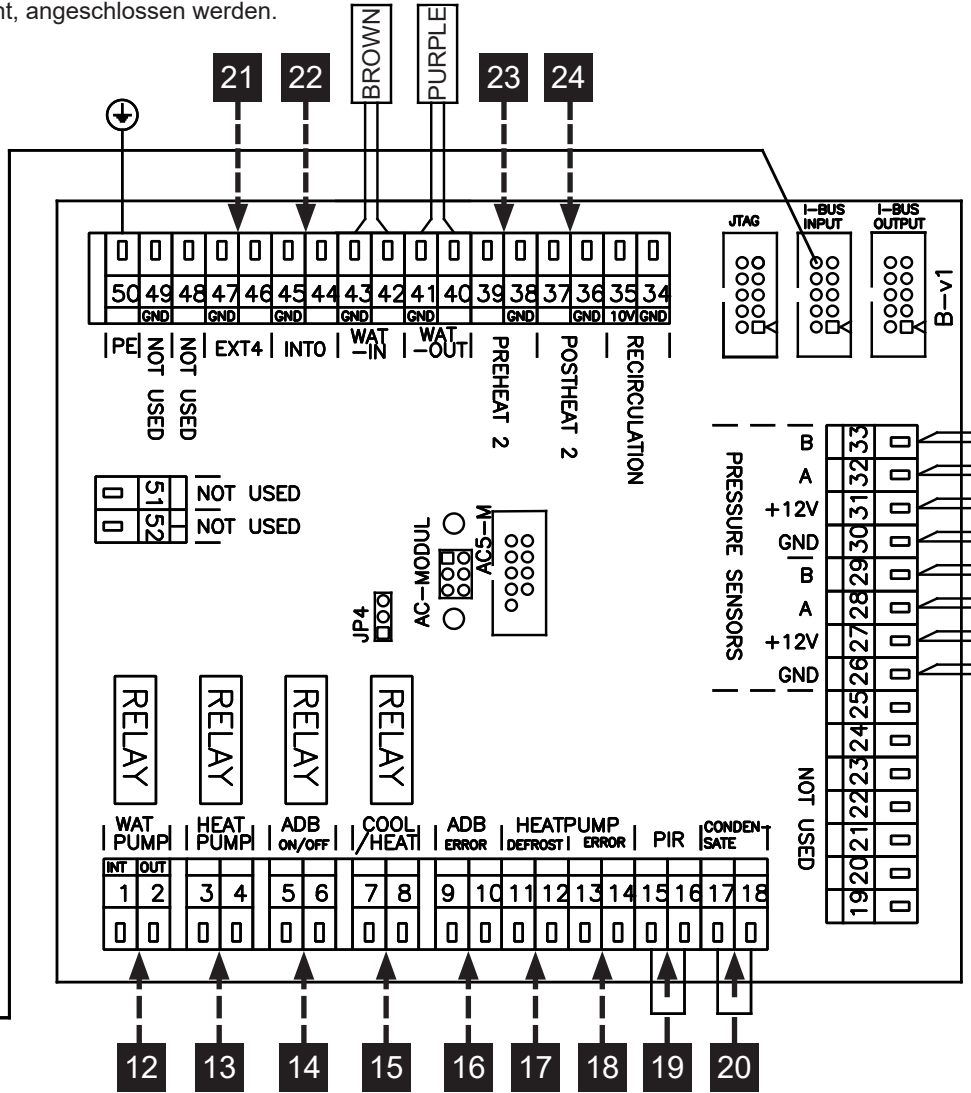 nt, angeschlossen werden.
BROWN
PURPLE
21
22
23
24
JTAG
I-BUS
INPUT
I-BUS
OUTPUT
B-v1
50 49 48 47 46 45 44 43 42 41 40 39 38 37 36 35 34
GND GND GND GND GND GND GND 10V GND
PE
NOT USED
NOT USED
EXT4
INT0
WAT
-IN
WAT
-OUT
PREHEAT 2
POSTHEAT 2
RECIRCULATION
51 NOT USED
52 NOT USED
JP4
AC-MODUL
ACS-M
PRESSURE SENSORS
B 33
A 32
+12V 31
GND 30
B 29
A 28
+12V 27
GND 26
25
24
23
22
21
20
19
NOT USED
RELAY
RELAY
RELAY
RELAY
WAT
PUMP
HEAT
PUMP
ADB
ON/OFF
COOL
/HEAT
ADB
ERROR
HEATPUMP
DEFROST ERROR
PIR
CONDEN-
SATE
INT OUT
1 2 3 4 5 6 7 8 9 10 11 12 13 14 15 16 17 18
12
13
14
15
16
17
18
19
20